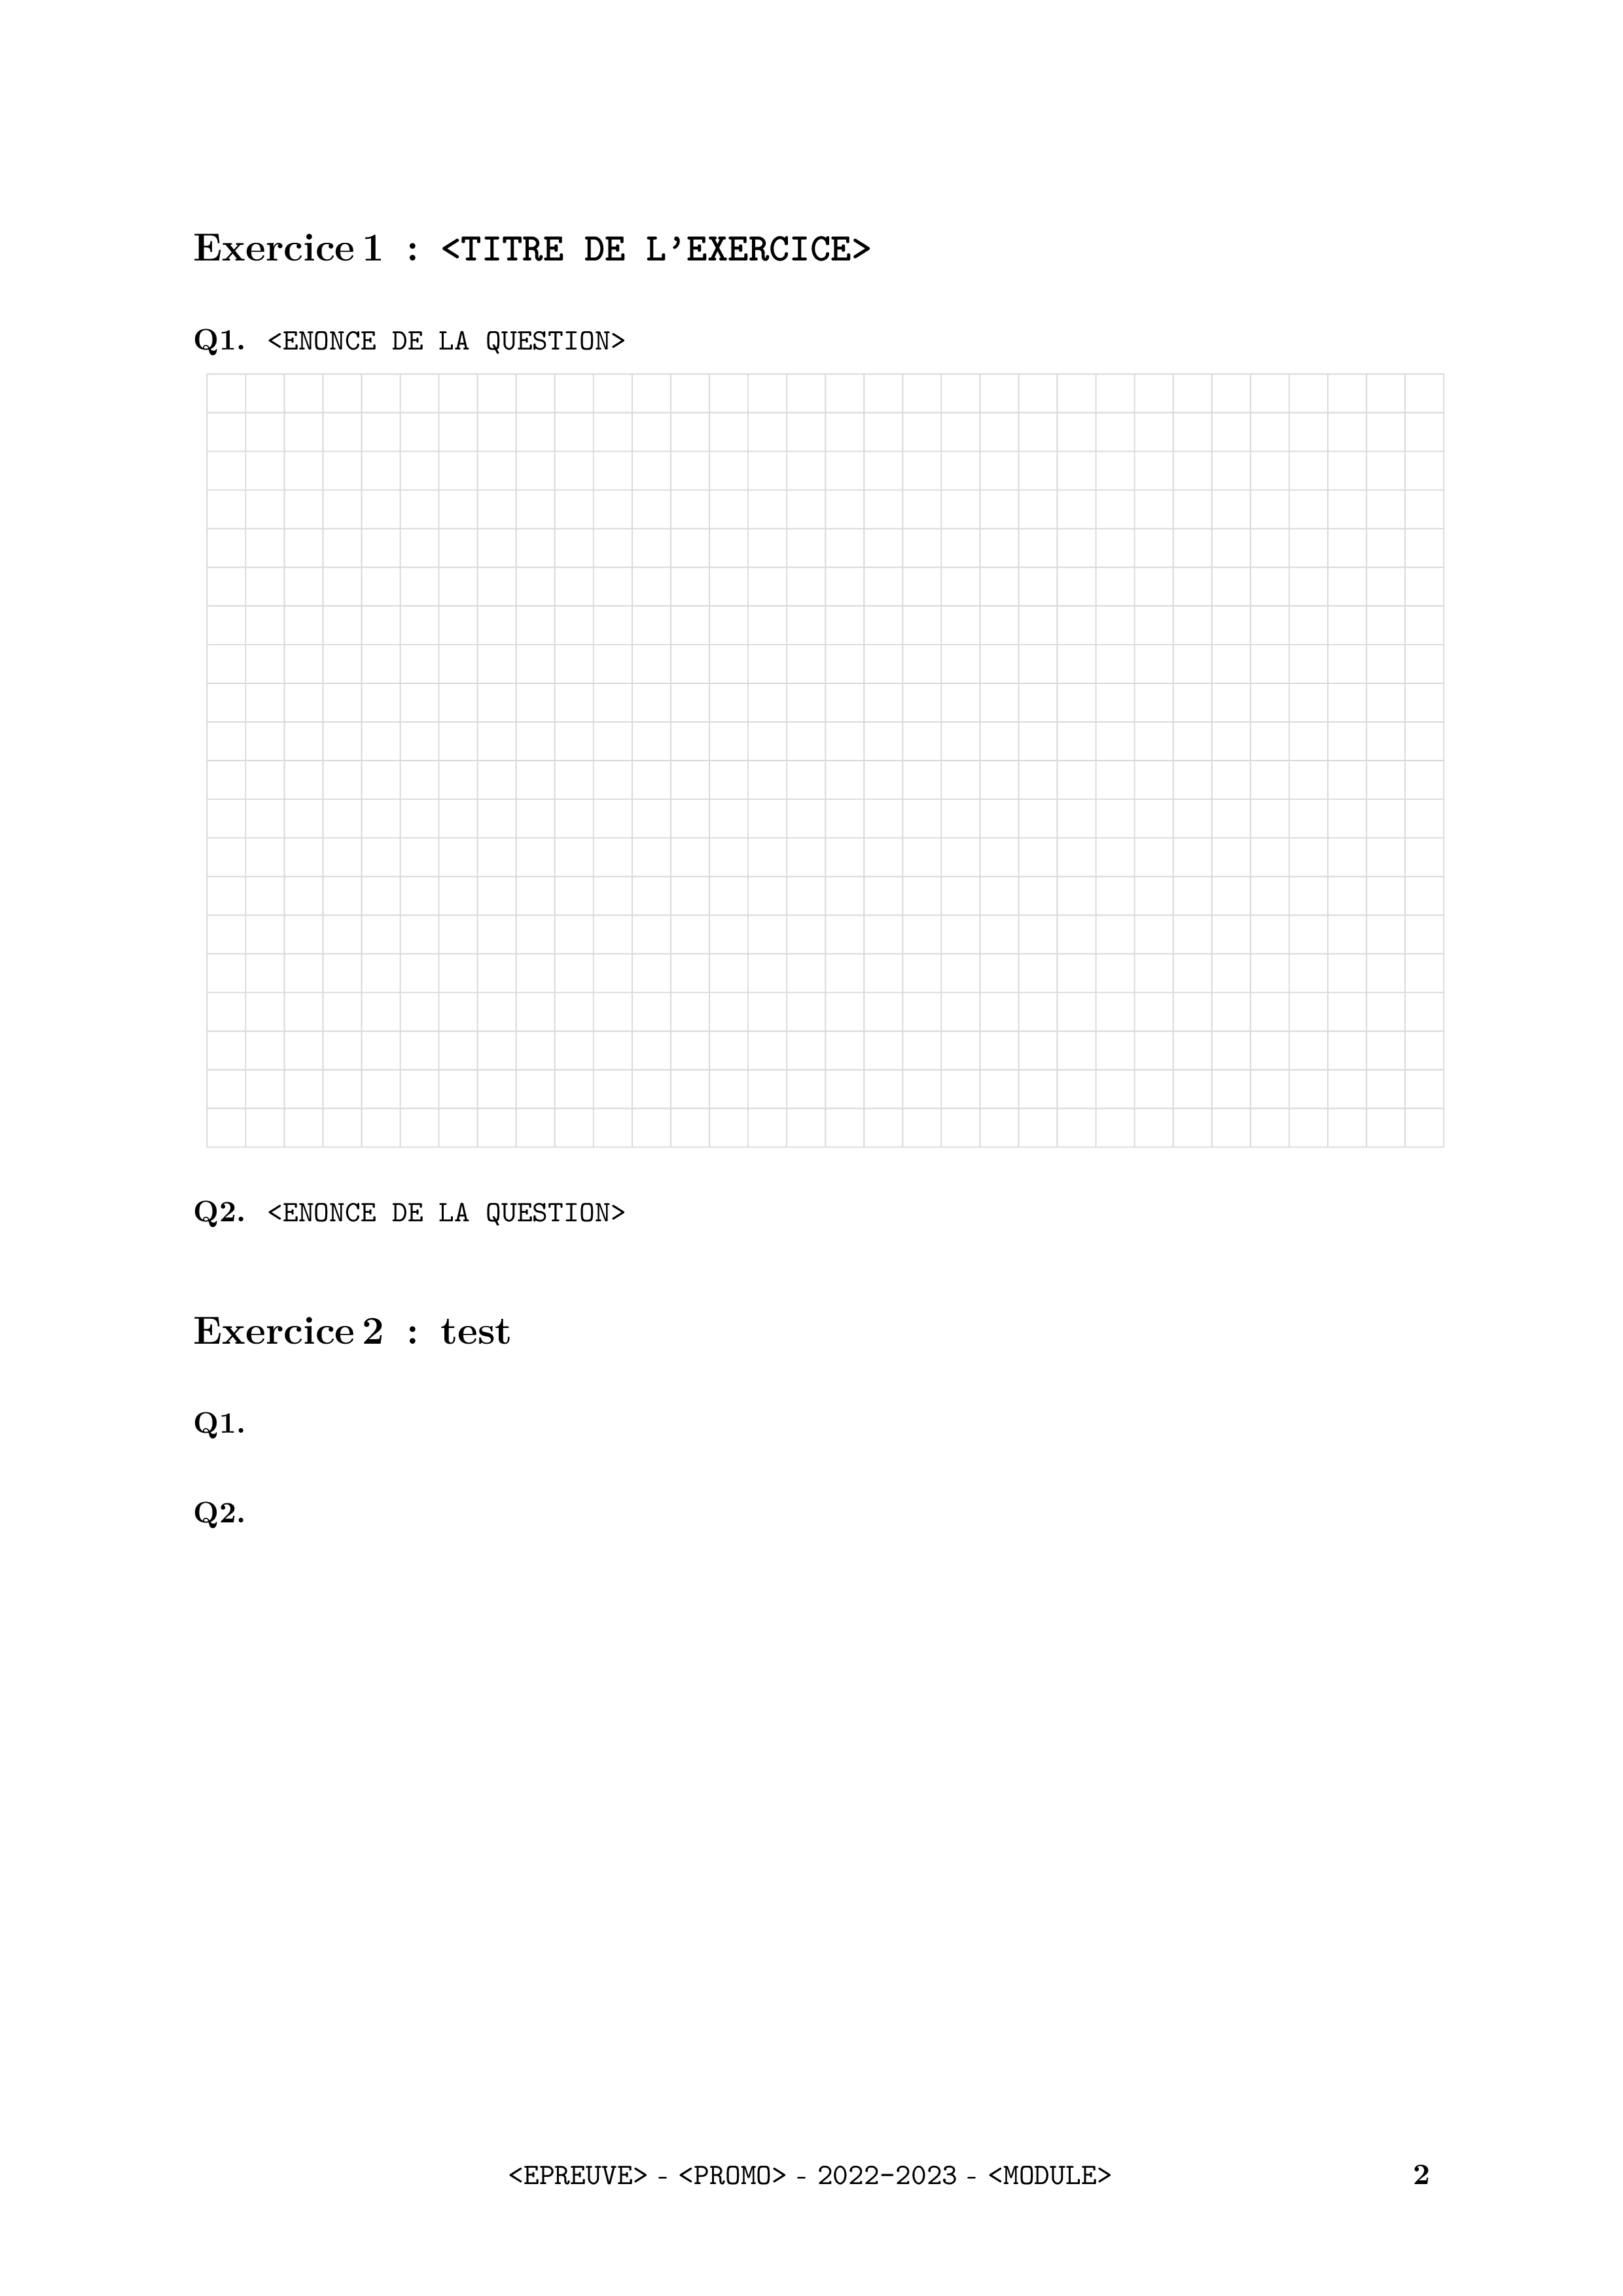 Exercice 1 : <TITRE DE L'EXERCICE>
Q1. <ENONCE DE LA QUESTION>
Q2. <ENONCE DE LA QUESTION>
Exercice 2 : test
Q1.
Q2.
<EPREUVE> - <PROMO> - 2022-2023 - <MODULE> 2